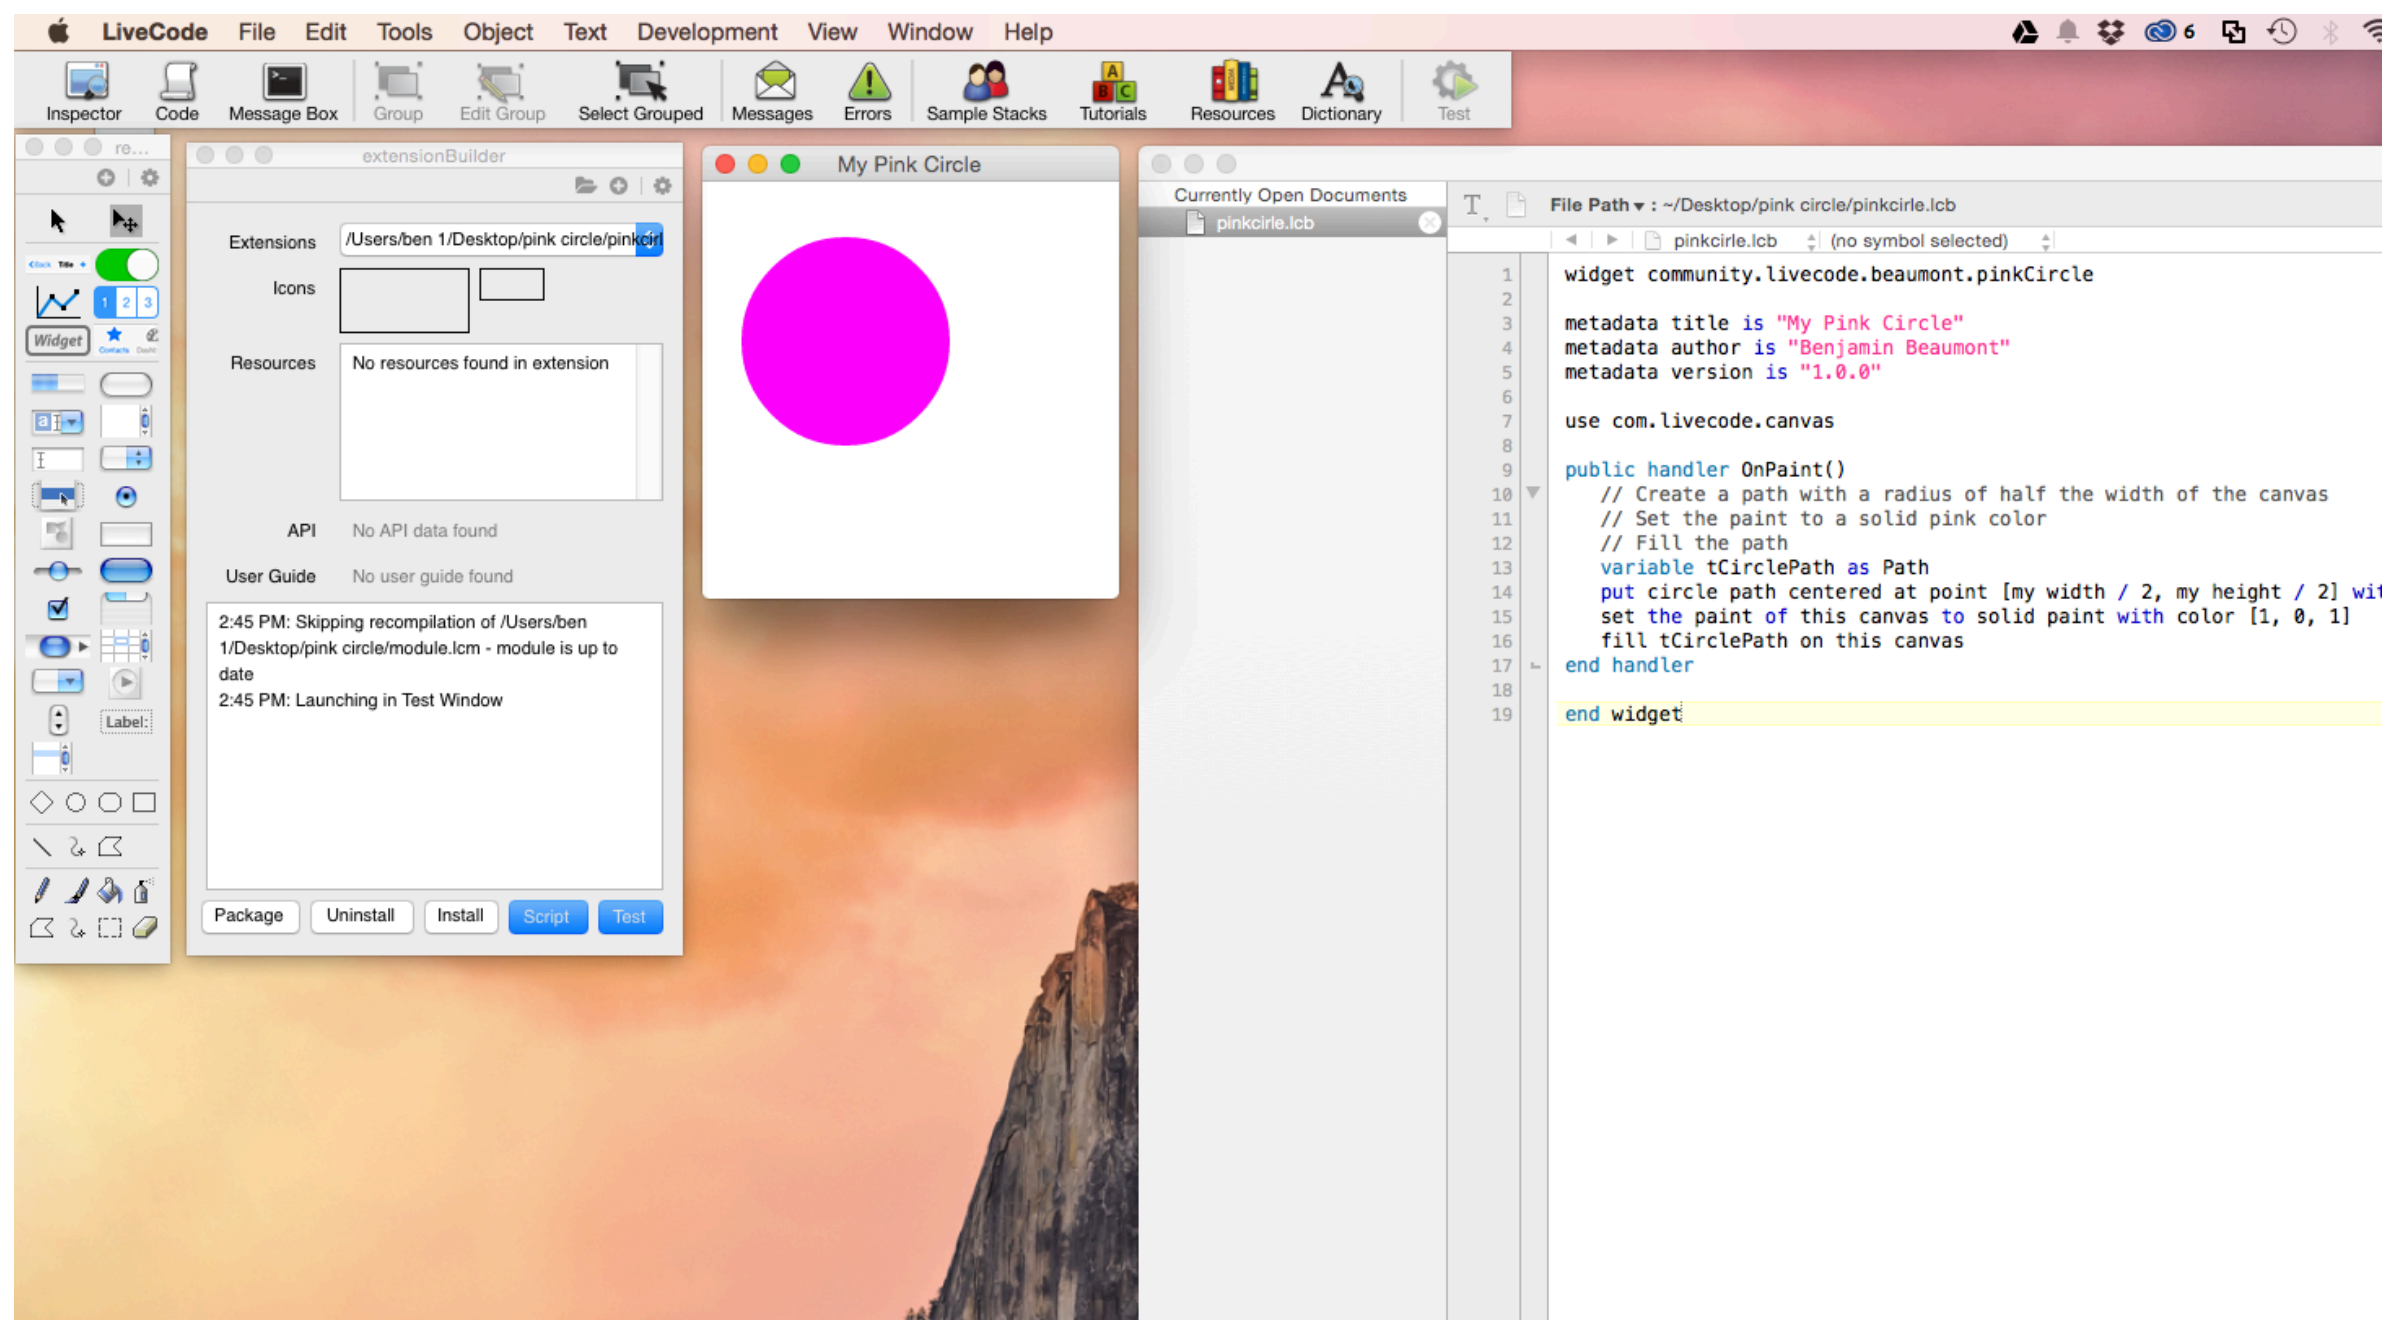 LiveCode File Edit Tools Object Text Development View Window Help 6
Inspector Code Message Box Group Edit Group Select Grouped Messages Errors Sample Stacks Tutorials Resources Dictionary Test
re...
Title
1 2 3
Widget
Contacts
Label:
extensionBuilder
Extensions /Users/ben 1/Desktop/pink circle/pinkcirl
Icons
Resources No resources found in extension
API No API data found
User Guide No user guide found
2:45 PM: Skipping recompilation of /Users/ben
1/Desktop/pink circle/module.lcm - module is up to
date
2:45 PM: Launching in Test Window
Package Uninstall Install Script Test
My Pink Circle
Currently Open Documents
pinkcirle.lcb
File Path : ~/Desktop/pink circle/pinkcirle.lcb
pinkcirle.lcb (no symbol selected)
1 widget community.livecode.beaumont.pinkCircle
2
3 metadata title is "My Pink Circle"
4 metadata author is "Benjamin Beaumont"
5 metadata version is "1.0.0"
6
7 use com.livecode.canvas
8
9 public handler OnPaint()
10 // Create a path with a radius of half the width of the canvas
11 // Set the paint to a solid pink color
12 // Fill the path
13 variable tCirclePath as Path
14 put circle path centered at point [my width / 2, my height / 2] wit
15 set the paint of this canvas to solid paint with color [1, 0, 1]
16 fill tCirclePath on this canvas
17 end handler
18
19 end widget